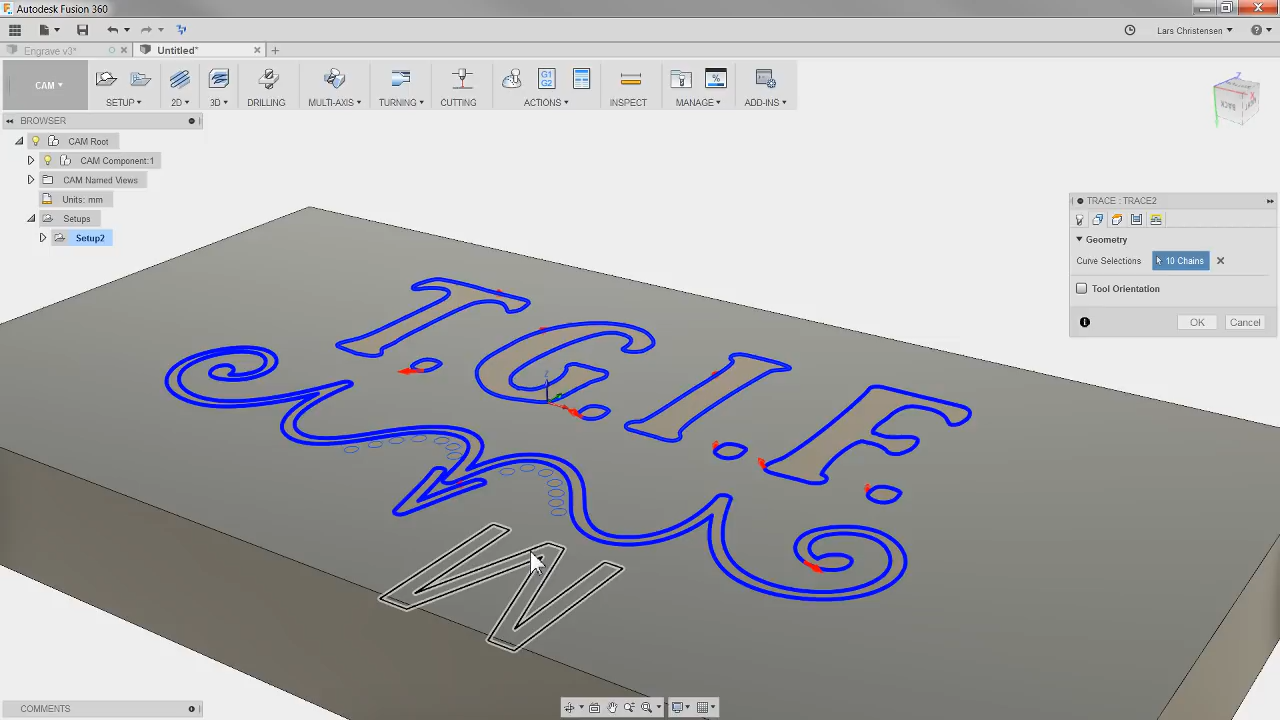 Autodesk Fusion 360
Lars Christensen
Engrave v3*
Untitled*
CAM
SETUP
2D
3D
DRILLING
MULTI-AXIS
TURNING
CUTTING
G1
G2
ACTIONS
INSPECT
MANAGE
ADD-INS
BROWSER
CAM Root
CAM Component:1
CAM Named Views
Units: mm
Setups
Setup2
TRACE : TRACE2
Geometry
Curve Selections
10 Chains
Tool Orientation
OK
Cancel
T.G.I.F.
M
COMMENTS